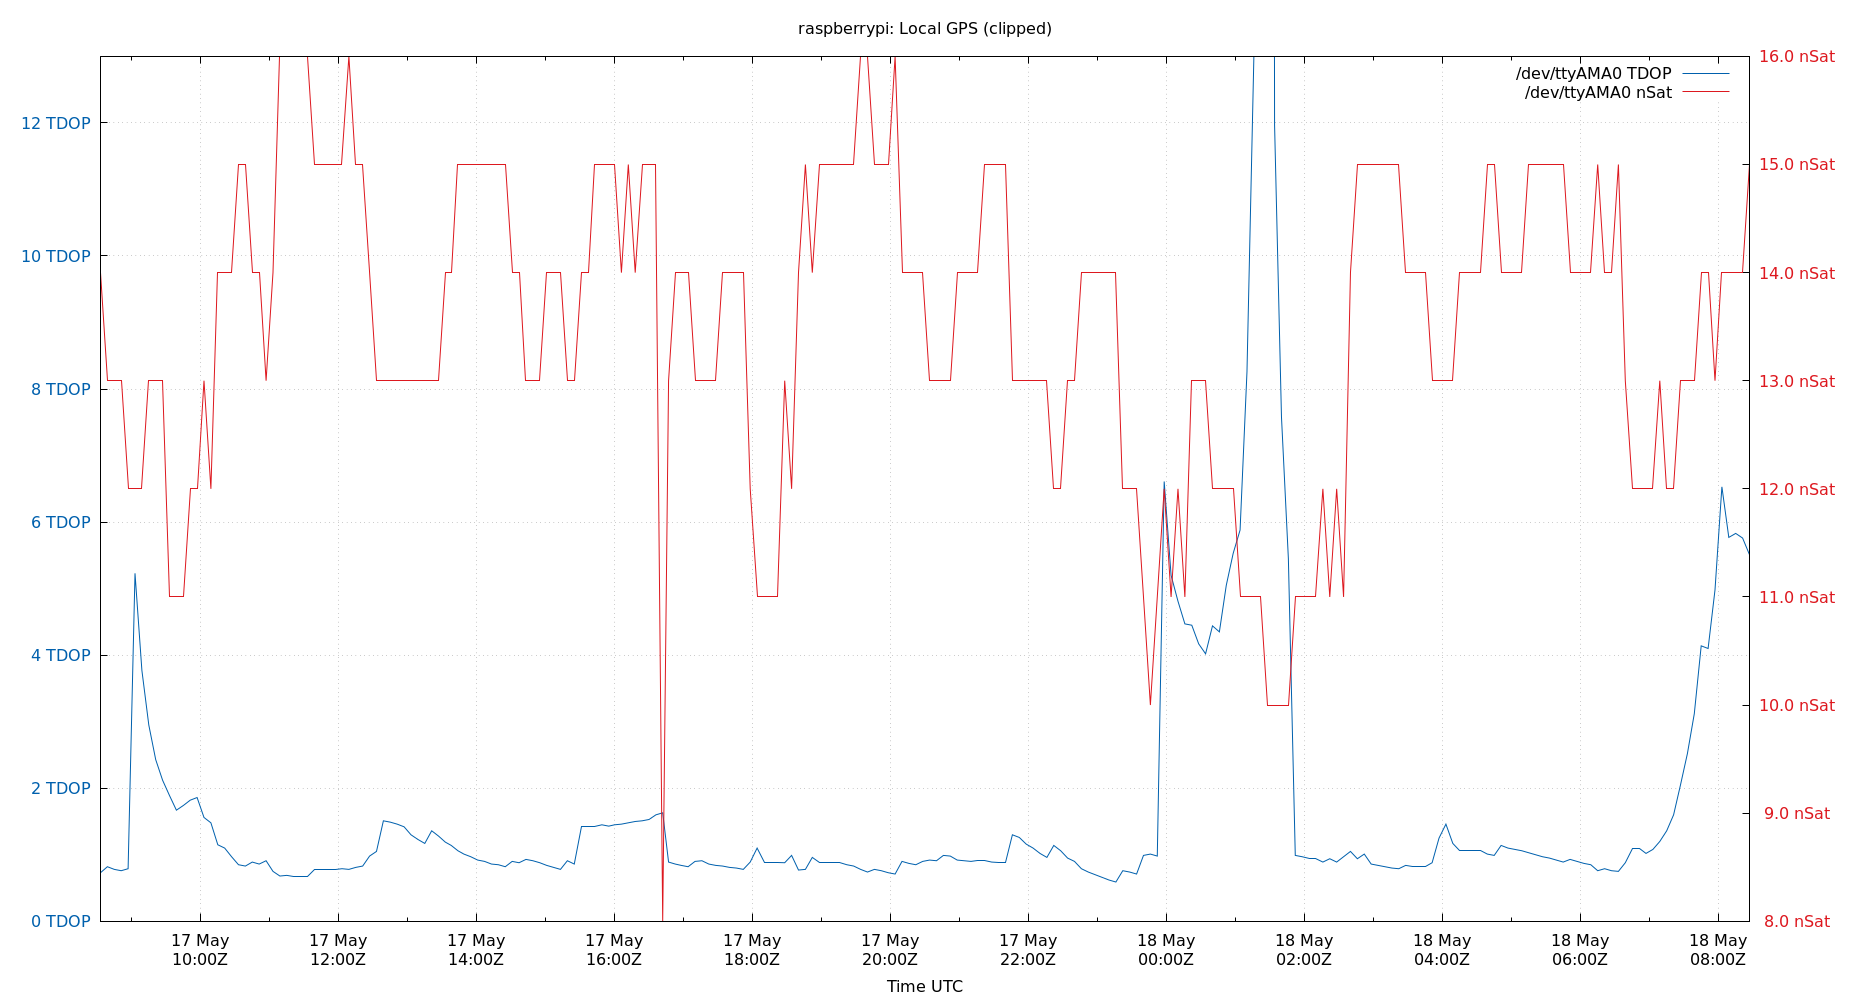 raspberrypi: Local GPS (clipped)
/dev/ttyAMA0 TDOP
/dev/ttyAMA0 nSat
12 TDOP
10 TDOP
8 TDOP
6 TDOP
4 TDOP
2 TDOP
0 TDOP
16.0 nSat
15.0 nSat
14.0 nSat
13.0 nSat
12.0 nSat
11.0 nSat
10.0 nSat
9.0 nSat
8.0 nSat
17 May 17 May 17 May 17 May 17 May 17 May 17 May 18 May 18 May 18 May 18 May 18 May
10:00Z 12:00Z 14:00Z 16:00Z 18:00Z 20:00Z 22:00Z 00:00Z 02:00Z 04:00Z 06:00Z 08:00Z
Time UTC